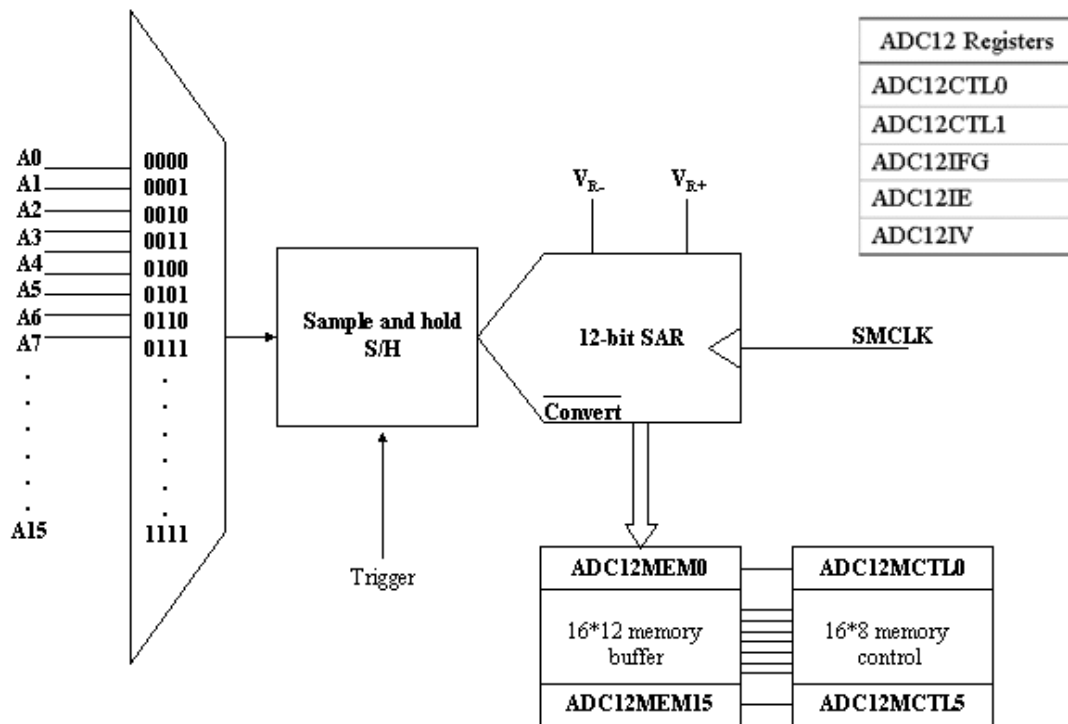 ADC12 Registers
ADC12CTL0
ADC12CTL1
ADC12IFG
ADC12IE
ADC12IV
A0
A1
A2
A3
A4
A5
A6
A7
A15
0000
0001
0010
0011
0100
0101
0110
0111
1111
Sample and hold
S/H
Trigger
VR-
VR+
12-bit SAR
Convert
SMCLK
ADC12MEM0
16*12 memory
buffer
ADC12MEM15
ADC12MCTL0
16*8 memory
control
ADC12MCTL5